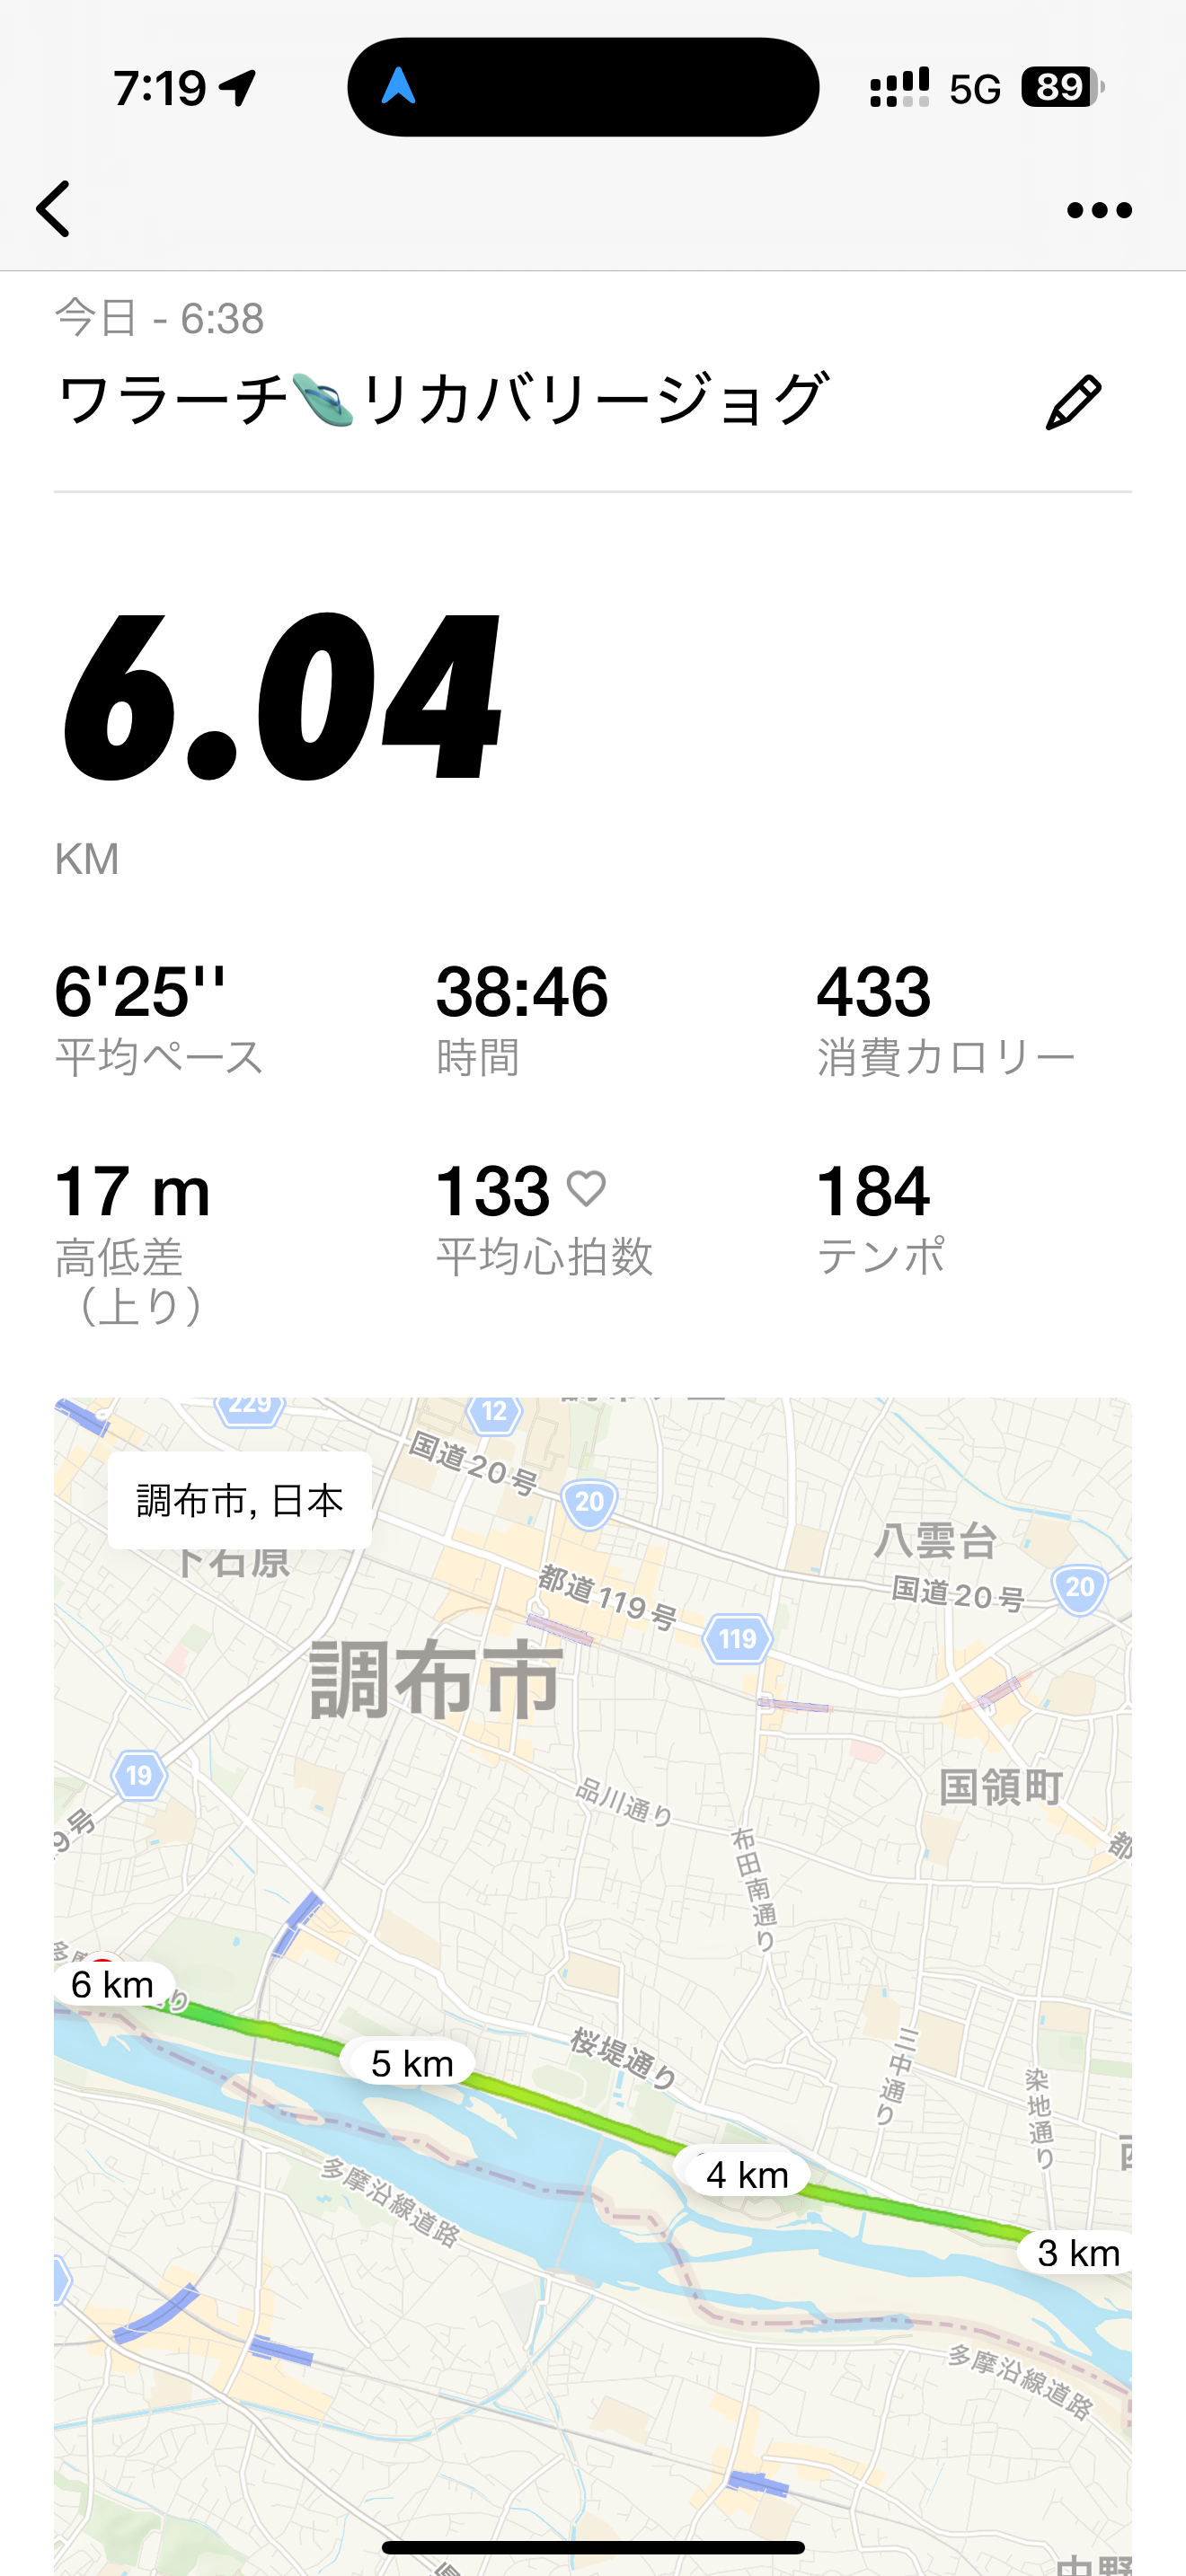 7:19
5G
89
今日 - 6:38
ワラーチ🩴リカバリージョグ
6.04
KM
6'25''
38:46
433
平均ペース
時間
消費カロリー
17 m
133
184
高低差
（上り）
平均心拍数
テンポ
229
12
国道20号
20
調布市, 日本
下石原
八雲台
国道20号
20
都道119号
119
調布市
19
国領町
品川通り
9号
布田南通り
都
6 km
り
5 km
桜堤通り
三中通り
染地通り
4 km
多摩沿線道路
3 km
多摩沿線道路
中野